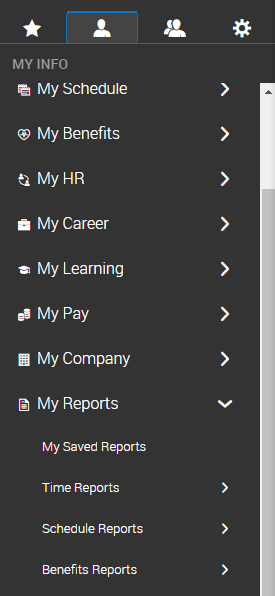 MY INFO
My Schedule
My Benefits
My HR
My Career
My Learning
My Pay
My Company
My Reports
My Saved Reports
Time Reports
Schedule Reports
Benefits Reports